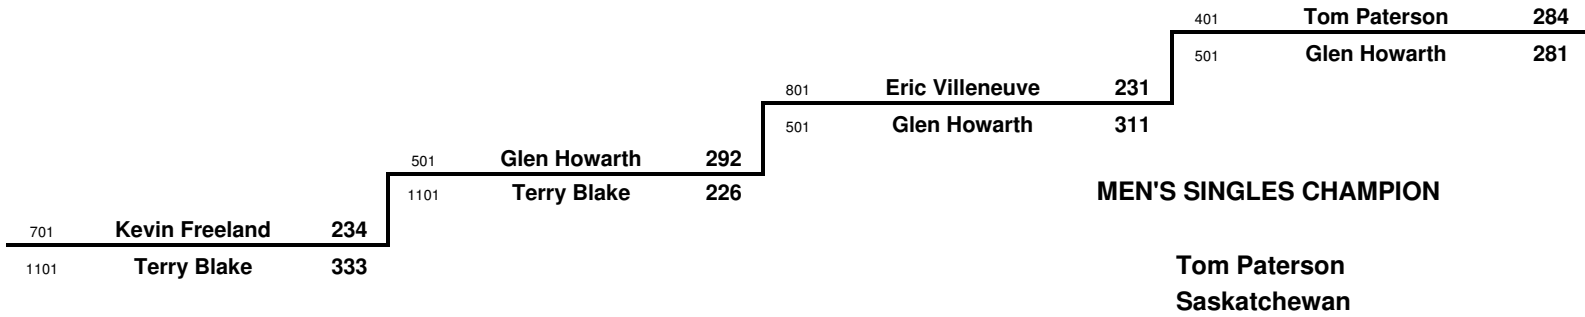 401 Tom Paterson 284
501 Glen Howarth 281
801 Eric Villeneuve 231
501 Glen Howarth 311
501 Glen Howarth 292
1101 Terry Blake 226
MEN'S SINGLES CHAMPION
701 Kevin Freeland 234
1101 Terry Blake 333
Tom Paterson
Saskatchewan